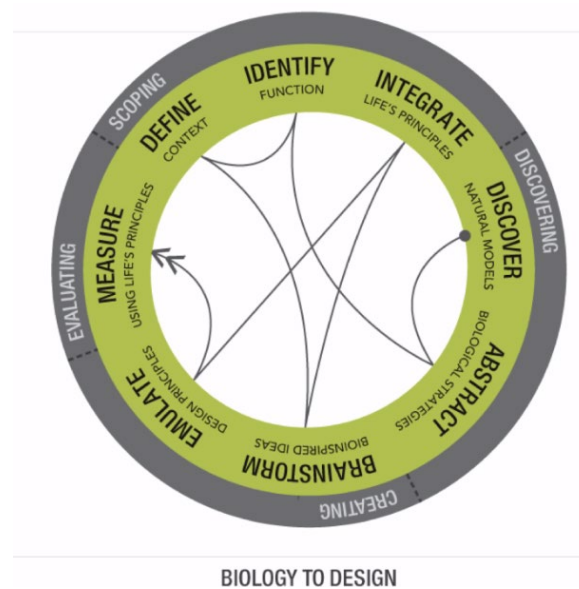 SCOPING
IDENTIFY
FUNCTION
INTEGRATE
LIFE'S PRINCIPLES
DISCOVERING
DISCOVER
NATURAL MODELS
ABSTRACT
BIOLOGICAL STRATEGIES
CREATING
BRAINSTORM
BIOINSPIRED IDEAS
EMULATE
DESIGN PRINCIPLES
EVALUATING
MEASURE
USING LIFE'S PRINCIPLES
DEFINE
CONTEXT
BIOLOGY TO DESIGN